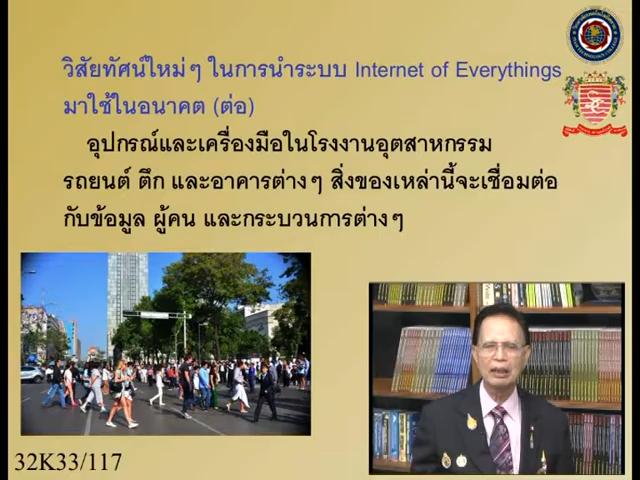 วิสัยทัศน์ใหม่ๆ ในการนำระบบ Internet of Everythings
มาใช้ในอนาคต (ต่อ)
อุปกรณ์และเครื่องมือในโรงงานอุตสาหกรรม
รถยนต์ ตึก และอาคารต่างๆ สิ่งของเหล่านี้จะเชื่อมต่อ
กับข้อมูล ผู้คน และกระบวนการต่างๆ
32K33/117